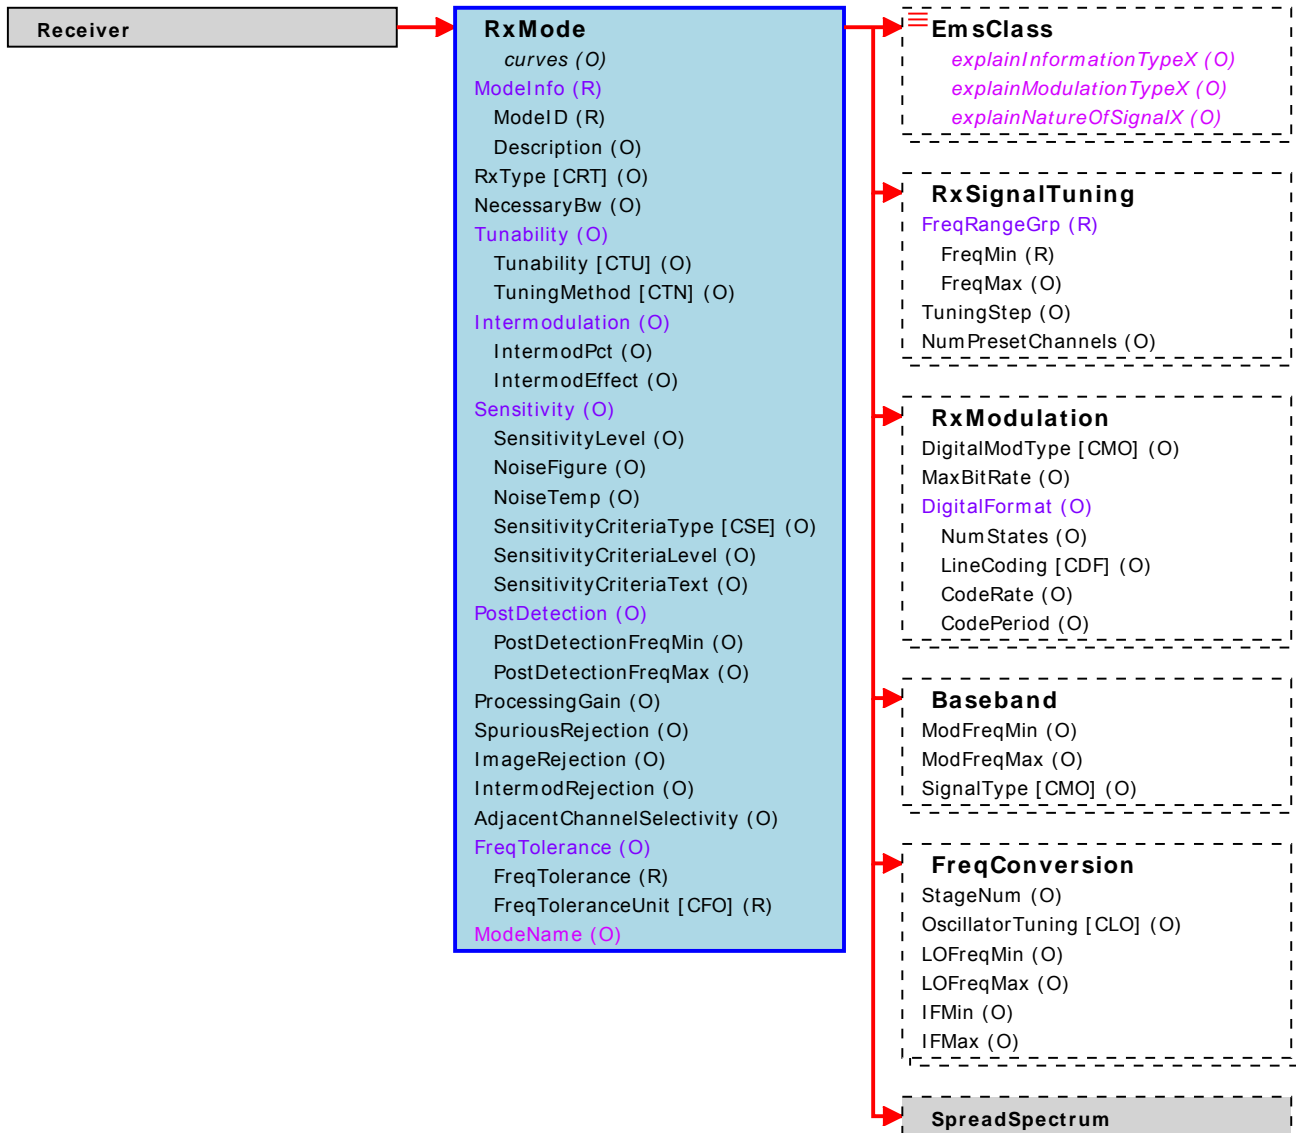 Receiver
RxMode
curves (O)
ModeInfo (R)
ModeID (R)
Description (O)
RxType [CRT] (O)
NecessaryBw (O)
Tunability (O)
Tunability [CTU] (O)
TuningMethod [CTN] (O)
Intermodulation (O)
IntermodPct (O)
IntermodEffect (O)
Sensitivity (O)
SensitivityLevel (O)
NoiseFigure (O)
NoiseTemp (O)
SensitivityCriteriaType [CSE] (O)
SensitivityCriteriaLevel (O)
SensitivityCriteriaText (O)
PostDetection (O)
PostDetectionFreqMin (O)
PostDetectionFreqMax (O)
ProcessingGain (O)
SpuriousRejection (O)
ImageRejection (O)
IntermodRejection (O)
AdjacentChannelSelectivity (O)
FreqTolerance (O)
FreqTolerance (R)
FreqToleranceUnit [CFO] (R)
ModeName (O)
EmsClass
explainInformationTypeX (O)
explainModulationTypeX (O)
explainNatureOfSignalX (O)
RxSignalTuning
FreqRangeGrp (R)
FreqMin (R)
FreqMax (O)
TuningStep (O)
NumPresetChannels (O)
RxModulation
DigitalModType [CMO] (O)
MaxBitRate (O)
DigitalFormat (O)
NumStates (O)
LineCoding [CDF] (O)
CodeRate (O)
CodePeriod (O)
Baseband
ModFreqMin (O)
ModFreqMax (O)
SignalType [CMO] (O)
FreqConversion
StageNum (O)
OscillatorTuning [CLO] (O)
LOFreqMin (O)
LOFreqMax (O)
IFMin (O)
IFMax (O)
SpreadSpectrum